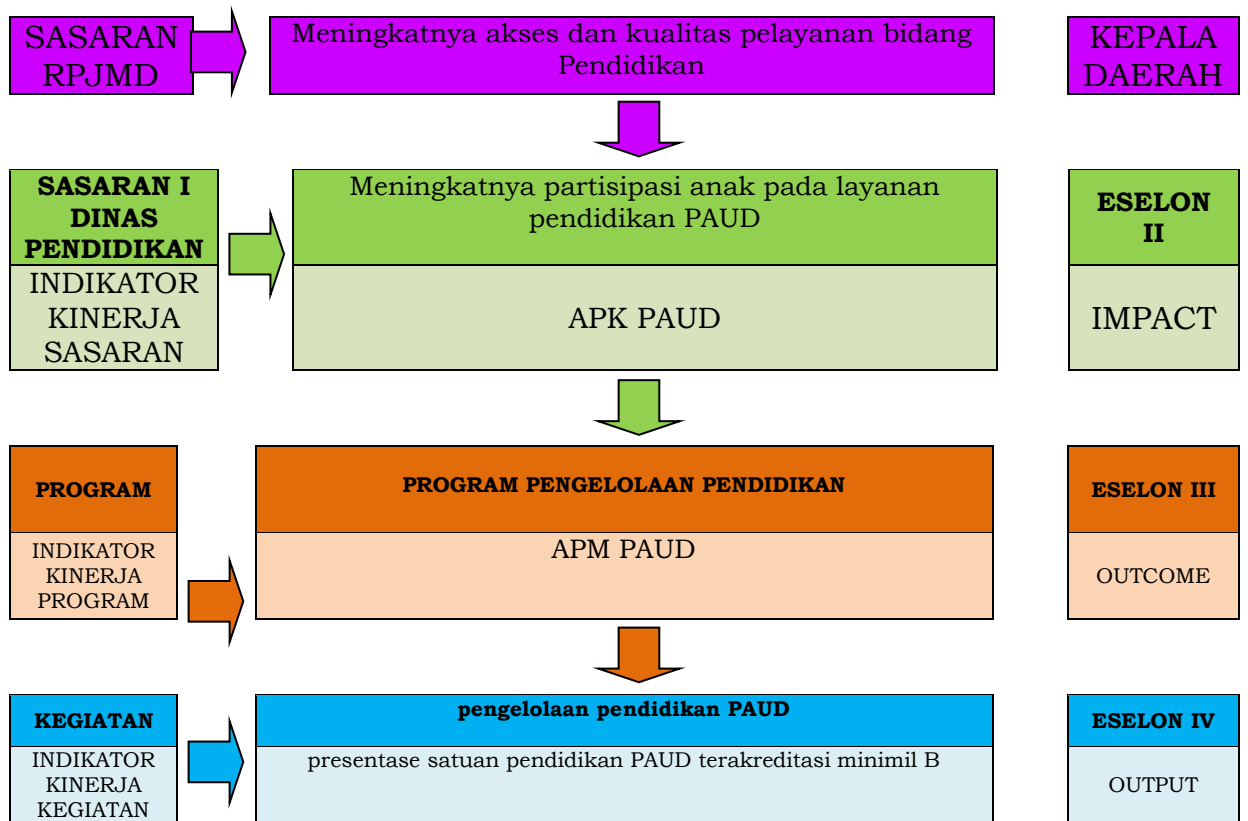 SASARAN
RPJMD
Meningkatnya akses dan kualitas pelayanan bidang
Pendidikan
KEPALA
DAERAH
SASARAN I
DINAS
PENDIDIKAN
Meningkatnya partisipasi anak pada layanan
pendidikan PAUD
ESELON
II
INDIKATOR
KINERJA
SASARAN
APK PAUD
IMPACT
PROGRAM
PROGRAM PENGELOLAAN PENDIDIKAN
ESELON III
INDIKATOR
KINERJA
PROGRAM
APM PAUD
OUTCOME
KEGIATAN
pengelolaan pendidikan PAUD
ESELON IV
INDIKATOR
KINERJA
KEGIATAN
presentase satuan pendidikan PAUD terakreditasi minimil B
OUTPUT